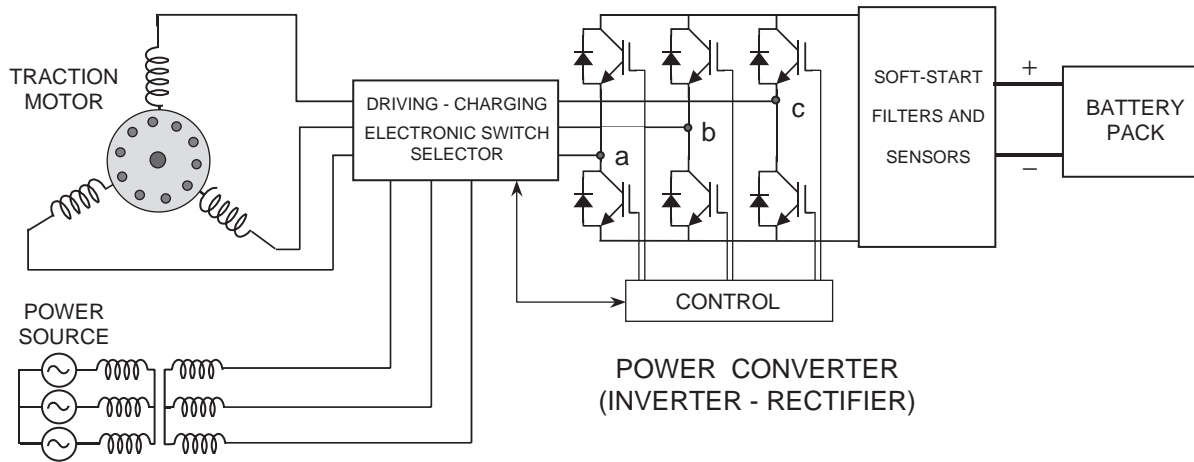 TRACTION
MOTOR
DRIVING - CHARGING
ELECTRONIC SWITCH
SELECTOR
a
b
c
SOFT-START
FILTERS AND
SENSORS
+
−
BATTERY
PACK
CONTROL
POWER
SOURCE
POWER CONVERTER
(INVERTER - RECTIFIER)